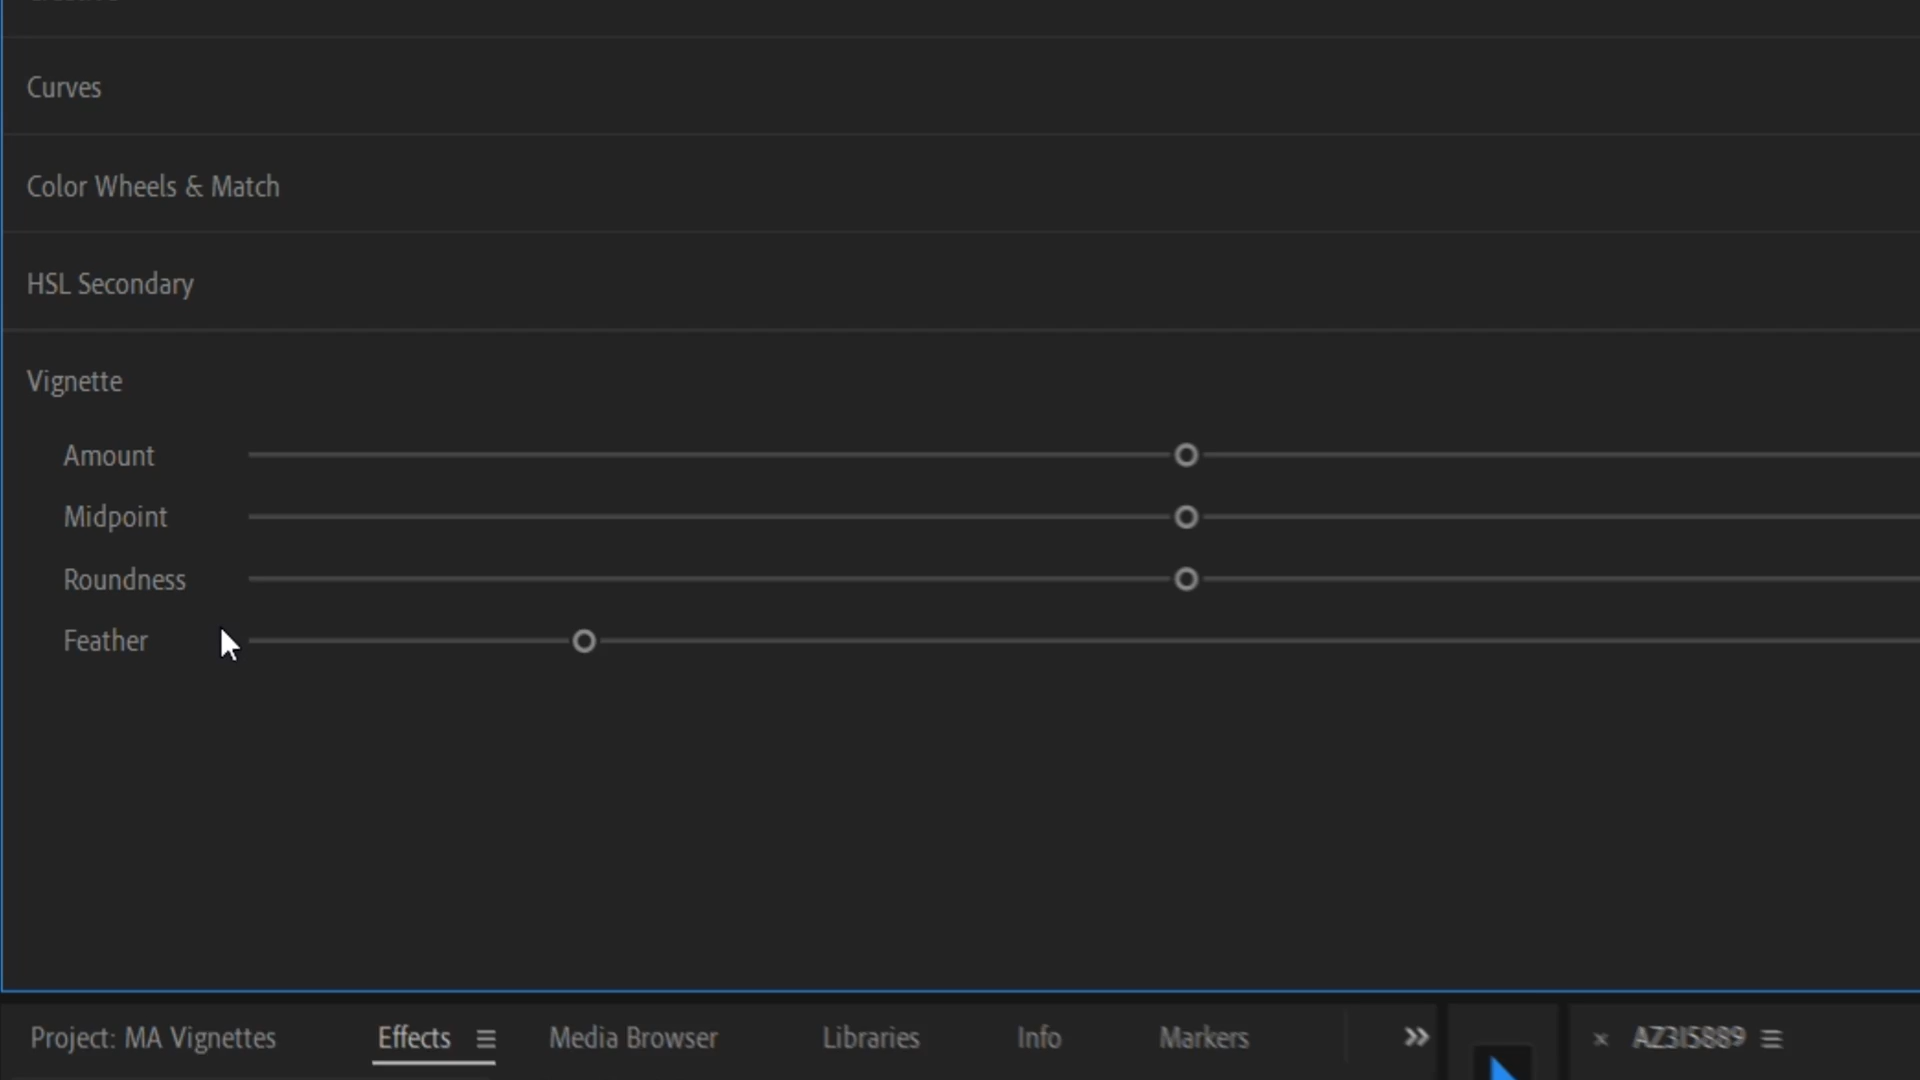 Curves
Color Wheels & Match
HSL Secondary
Vignette
Amount
Midpoint
Roundness
Feather
Project: MA Vignettes Effects Media Browser Libraries Info Markers